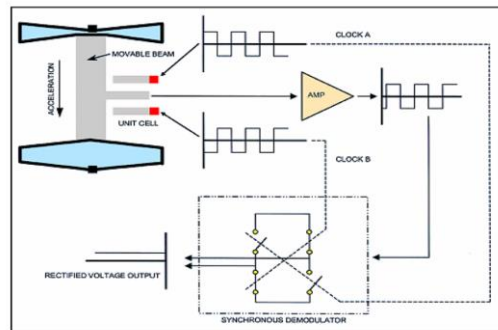 CLOCK A
MOVABLE BEAM
ACCELERATION
AMP
UNIT CELL
CLOCK B
RECTIFIED VOLTAGE OUTPUT
SYNCHRONOUS DEMODULATOR